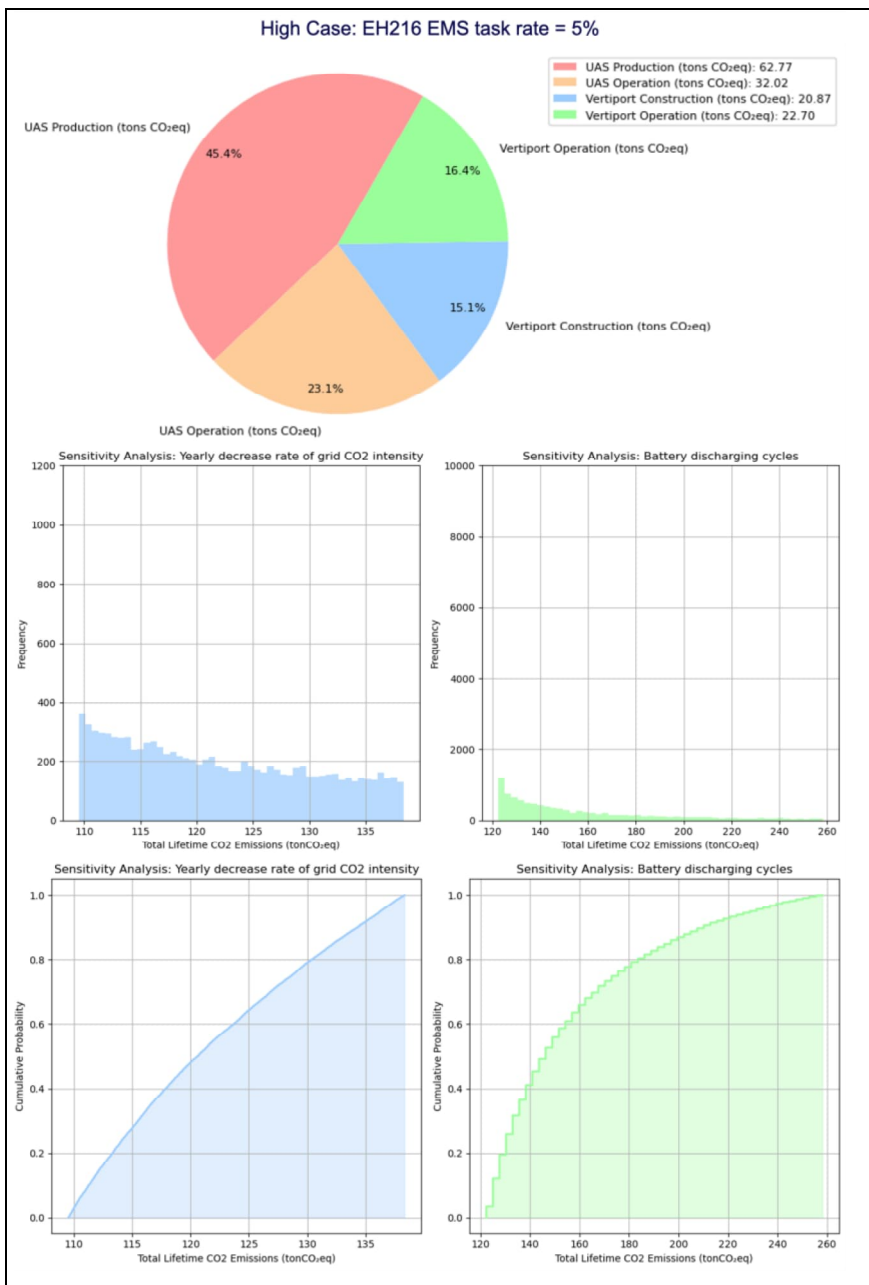 High Case: EH216 EMS task rate = 5%
UAS Production (tons CO₂eq): 62.77
UAS Operation (tons CO₂eq): 32.02
Vertiport Construction (tons CO₂eq): 20.87
Vertiport Operation (tons CO₂eq): 22.70
UAS Production (tons CO₂eq)
45.4%
Vertiport Operation (tons CO₂eq)
16.4%
15.1%
Vertiport Construction (tons CO₂eq)
23.1%
UAS Operation (tons CO₂eq)
Sensitivity Analysis: Yearly decrease rate of grid CO2 intensity
1200
1000
800
600
400
200
0
Frequency
110 115 120 125 130 135
Total Lifetime CO2 Emissions (tonCO₂eq)
Sensitivity Analysis: Battery discharging cycles
10000
8000
6000
4000
2000
0
Frequency
120 140 160 180 200 220 240 260
Total Lifetime CO2 Emissions (tonCO₂eq)
Sensitivity Analysis: Yearly decrease rate of grid CO2 intensity
1.0
0.8
0.6
0.4
0.2
0.0
Cumulative Probability
110 115 120 125 130 135
Total Lifetime CO2 Emissions (tonCO₂eq)
Sensitivity Analysis: Battery discharging cycles
1.0
0.8
0.6
0.4
0.2
0.0
Cumulative Probability
120 140 160 180 200 220 240 260
Total Lifetime CO2 Emissions (tonCO₂eq)